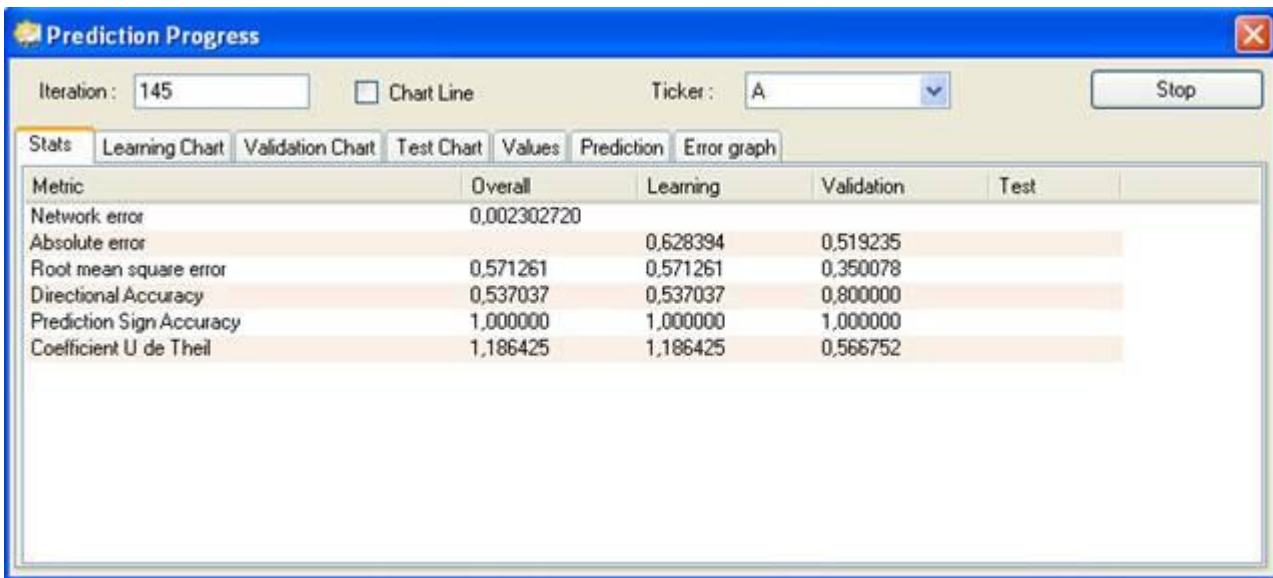 Prediction Progress
Iteration : 145 Chart Line Ticker : A Stop
Stats Learning Chart Validation Chart Test Chart Values Prediction Error graph
Metric Overall Learning Validation Test
Network error 0,002302720
Absolute error 0,628394 0,519235
Root mean square error 0,571261 0,571261 0,350078
Directional Accuracy 0,537037 0,537037 0,800000
Prediction Sign Accuracy 1,000000 1,000000 1,000000
Coefficient U de Theil 1,186425 1,186425 0,566752